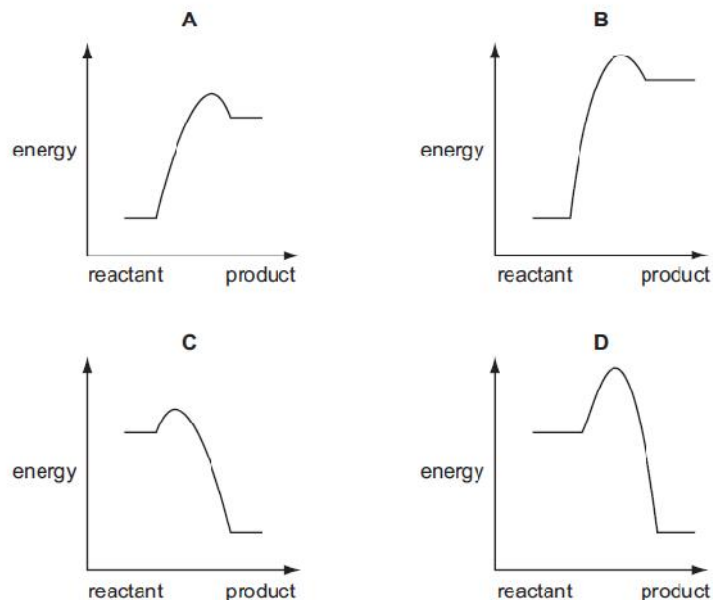 A
B
energy
energy
reactant product
reactant product
C
D
energy
energy
reactant product
reactant product